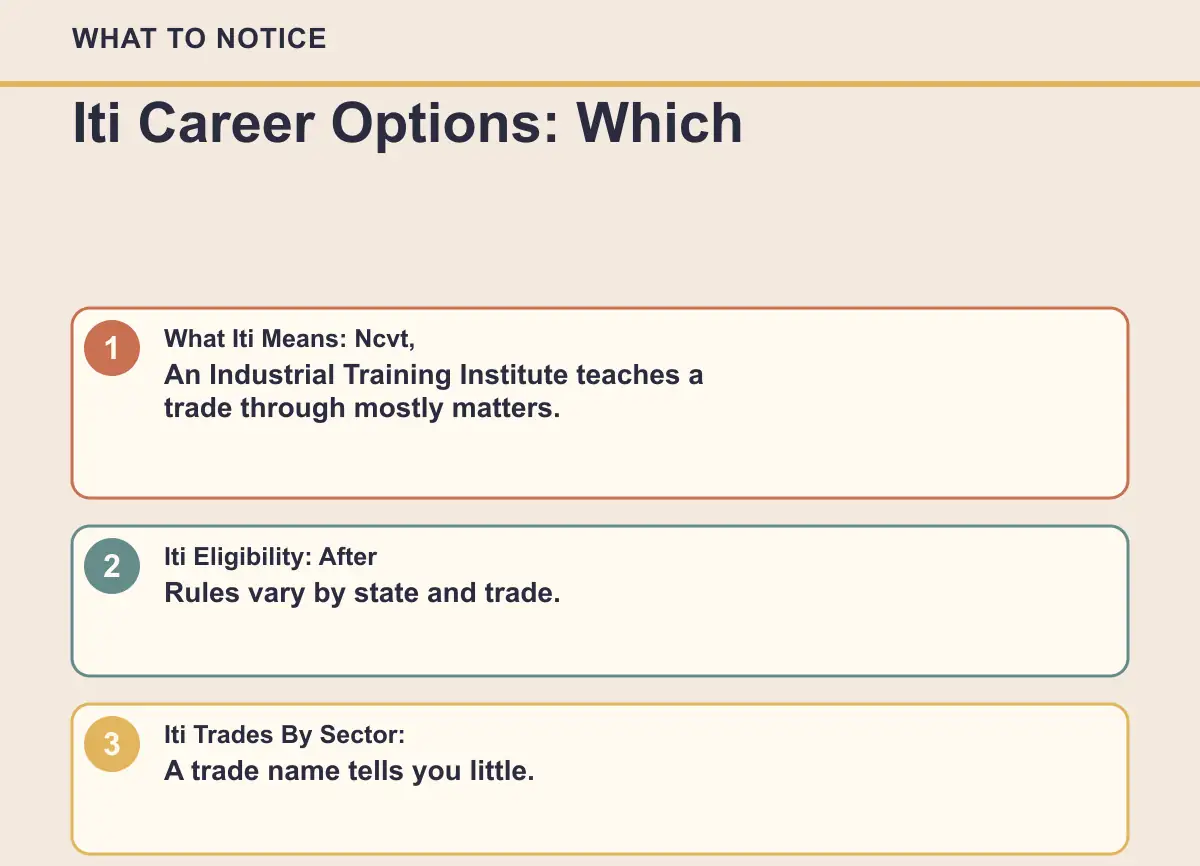 WHAT TO NOTICE
Iti Career Options: Which
1
What Iti Means: Ncvt,
An Industrial Training Institute teaches a
trade through mostly matters.
2
Iti Eligibility: After
Rules vary by state and trade.
3
Iti Trades By Sector:
A trade name tells you little.